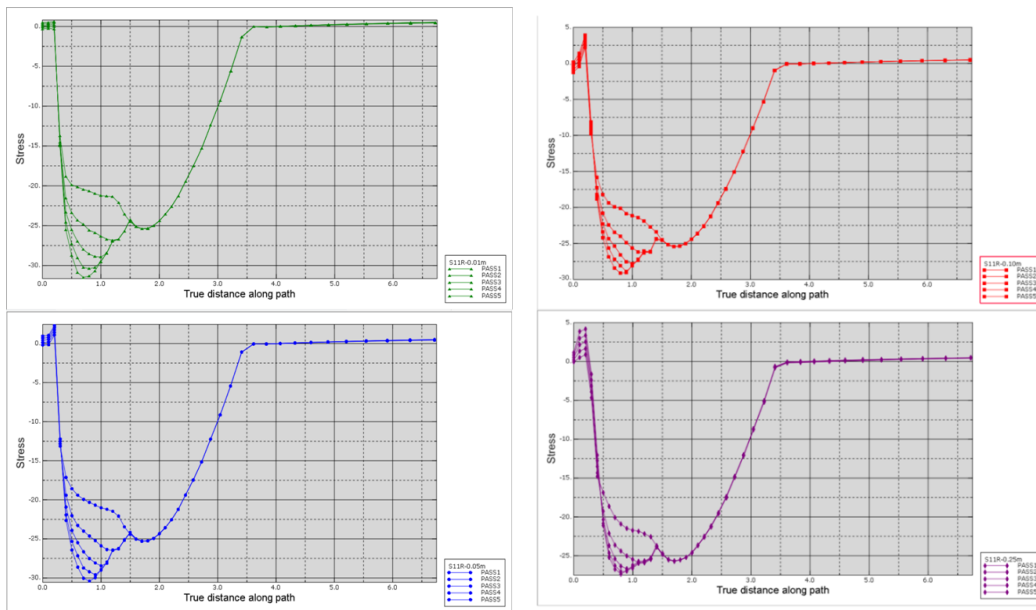 0.
-5.
-10.
-15.
-20.
-25.
-30.
Stress
0.0 1.0 2.0 3.0 4.0 5.0 6.0
True distance along path
S11R-0.01m
PASS1
PASS2
PASS3
PASS4
PASS5
5.
0.
-5.
-10.
-15.
-20.
-25.
-30.
Stress
0.0 1.0 2.0 3.0 4.0 5.0 6.0
True distance along path
S11R-0.10m
PASS1
PASS2
PASS3
PASS4
PASS5
0.
-5.
-10.
-15.
-20.
-25.
-30.
Stress
0.0 1.0 2.0 3.0 4.0 5.0 6.0
True distance along path
S11R-0.05m
PASS1
PASS2
PASS3
PASS4
PASS5
5.
0.
-5.
-10.
-15.
-20.
-25.
Stress
0.0 1.0 2.0 3.0 4.0 5.0 6.0
True distance along path
S11R-0.25m
PASS1
PASS2
PASS3
PASS4
PASS5